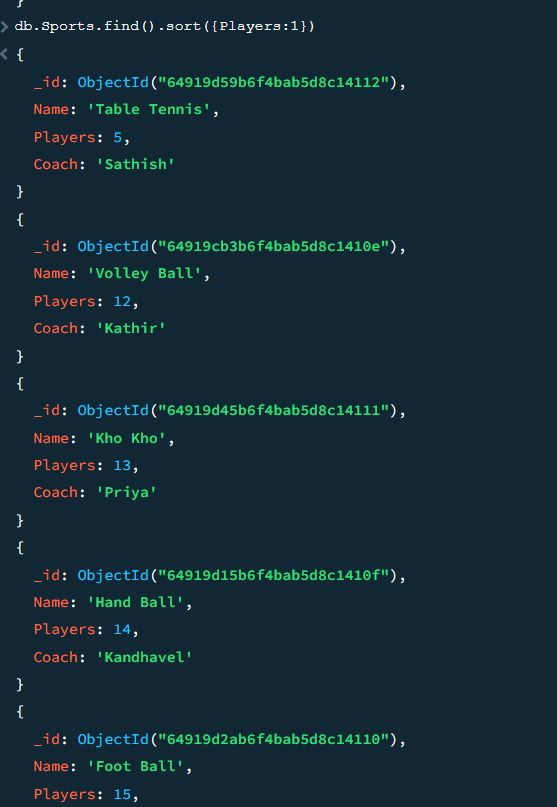 }
> db.Sports.find().sort({Players:1})
< {
_id: ObjectId("64919d59b6f4bab5d8c14112"),
Name: 'Table Tennis',
Players: 5,
Coach: 'Sathish'
}
{
_id: ObjectId("64919cb3b6f4bab5d8c1410e"),
Name: 'Volley Ball',
Players: 12,
Coach: 'Kathir'
}
{
_id: ObjectId("64919d45b6f4bab5d8c14111"),
Name: 'Kho Kho',
Players: 13,
Coach: 'Priya'
}
{
_id: ObjectId("64919d15b6f4bab5d8c1410f"),
Name: 'Hand Ball',
Players: 14,
Coach: 'Kandhavel'
}
{
_id: ObjectId("64919d2ab6f4bab5d8c14110"),
Name: 'Foot Ball',
Players: 15,